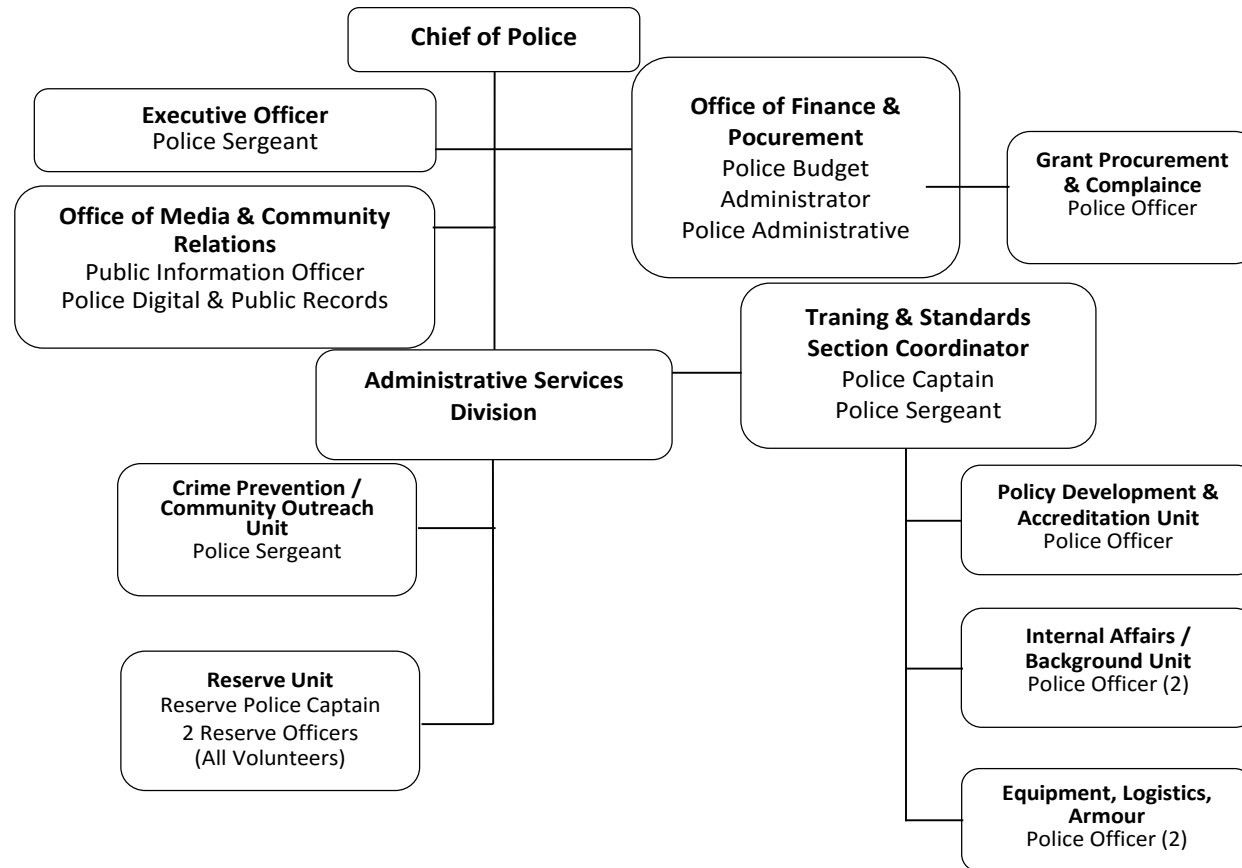 Chief of Police
Executive Officer
Police Sergeant
Office of Finance &
Pocurement
Police Budget
Administrator
Police Administrative
Grant Procurement
& Complaince
Police Officer
Office of Media & Community
Relations
Public Information Officer
Police Digital & Public Records
Traning & Standards
Section Coordinator
Police Captain
Police Sergeant
Administrative Services
Division
Crime Prevention /
Community Outreach
Unit
Police Sergeant
Policy Development &
Accreditation Unit
Police Officer
Internal Affairs /
Background Unit
Police Officer (2)
Reserve Unit
Reserve Police Captain
2 Reserve Officers
(All Volunteers)
Equipment, Logistics,
Armour
Police Officer (2)